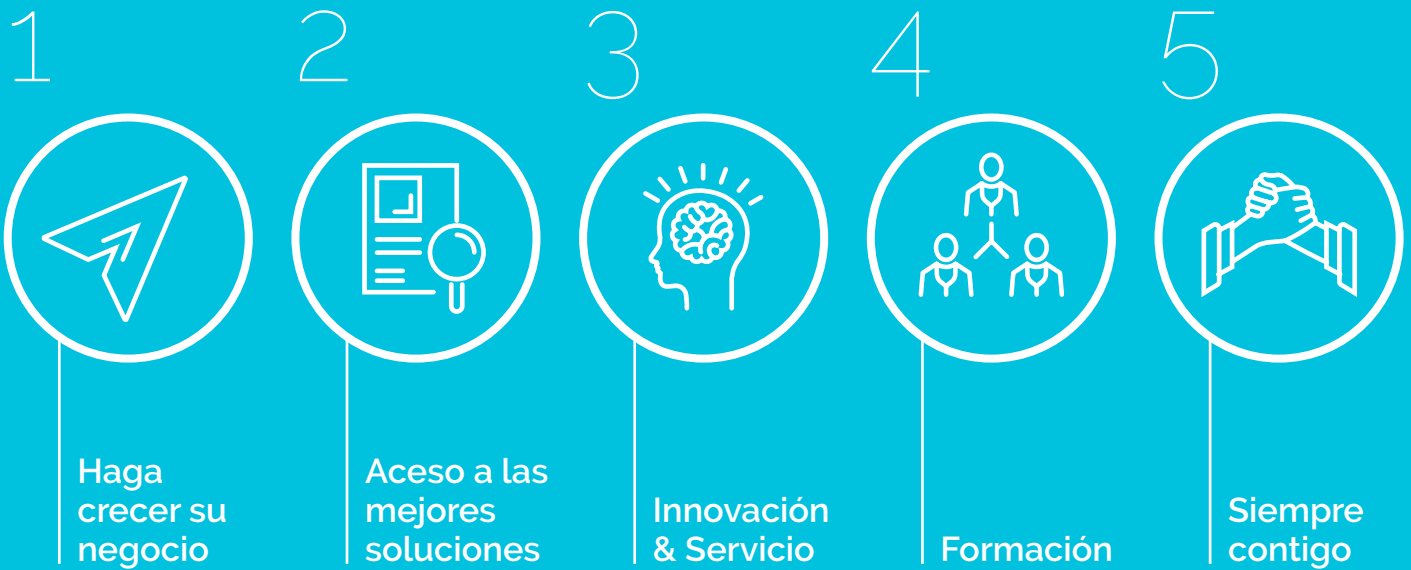 1
2
3
4
5
Haga
crecer su
negocio
Aceso a las
mejores
soluciones
Innovación
& Servicio
Formación
Siempre
contigo